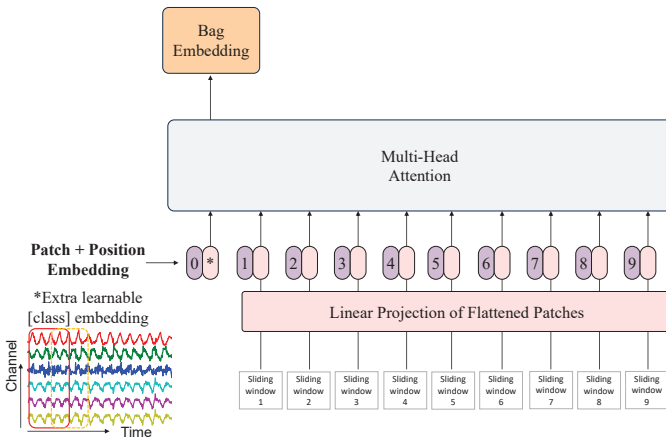 Bag
Embedding
Multi-Head
Attention
Patch + Position
Embedding
0 * 1 2 3 4 5 6 7 8 9
*Extra learnable
[class] embedding
Linear Projection of Flattened Patches
Channel
Time
Sliding
window
1
Sliding
window
2
Sliding
window
3
Sliding
window
4
Sliding
window
5
Sliding
window
6
Sliding
window
7
Sliding
window
8
Sliding
window
9